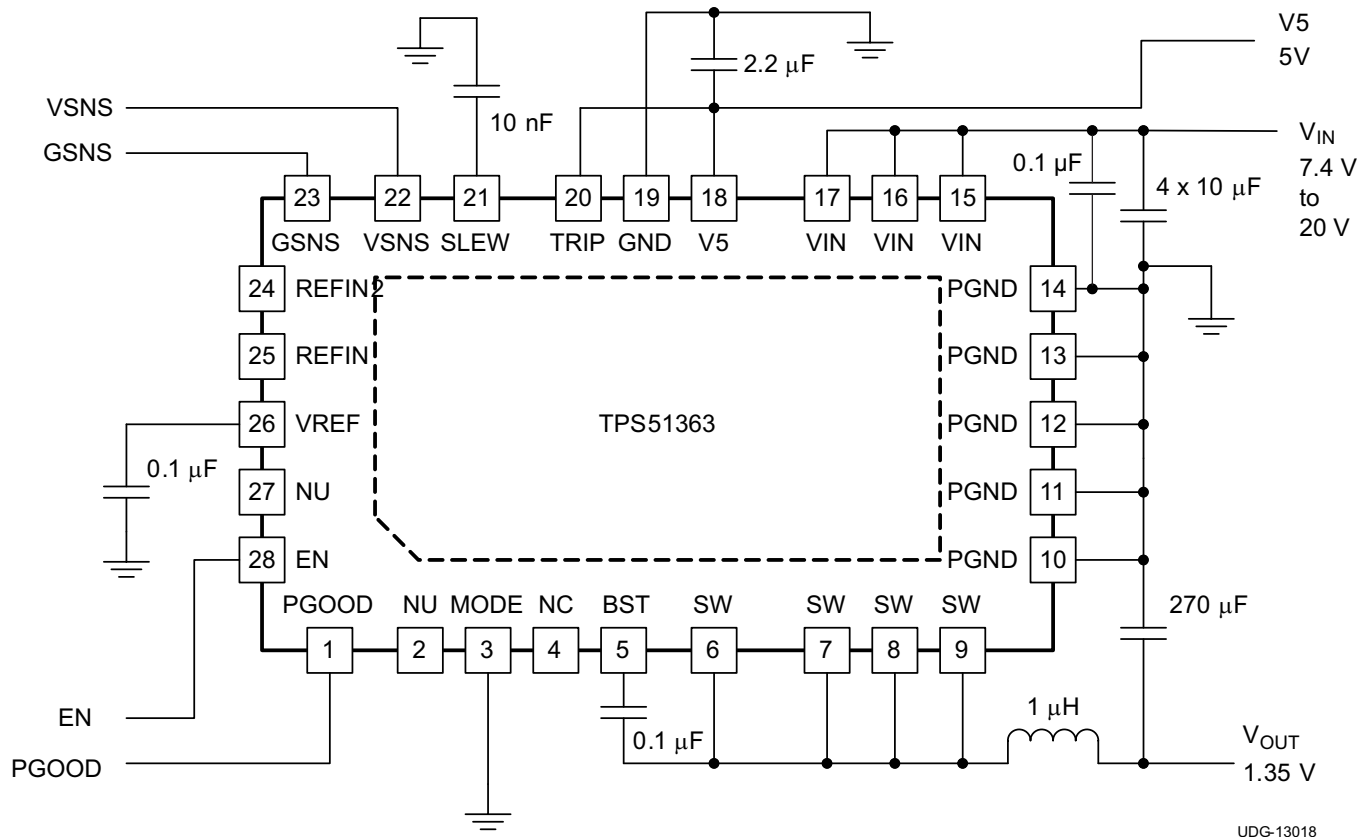 V5
5V
2.2 μF
VSNS
10 nF
GSNS
V_IN
7.4 V
to
20 V
0.1 µF
4 x 10 μF
23
22
21
20
19
18
17
16
15
GSNS
VSNS
SLEW
TRIP
GND
V5
VIN
VIN
VIN
24
REFIN2
PGND
14
25
REFIN
PGND
13
26
VREF
TPS51363
PGND
12
0.1 μF
27
NU
PGND
11
28
EN
PGND
10
PGOOD
NU
MODE
NC
BST
SW
SW
SW
SW
270 μF
1
2
3
4
5
6
7
8
9
EN
0.1 μF
1 μH
PGOOD
V_OUT
1.35 V
UDG-13018